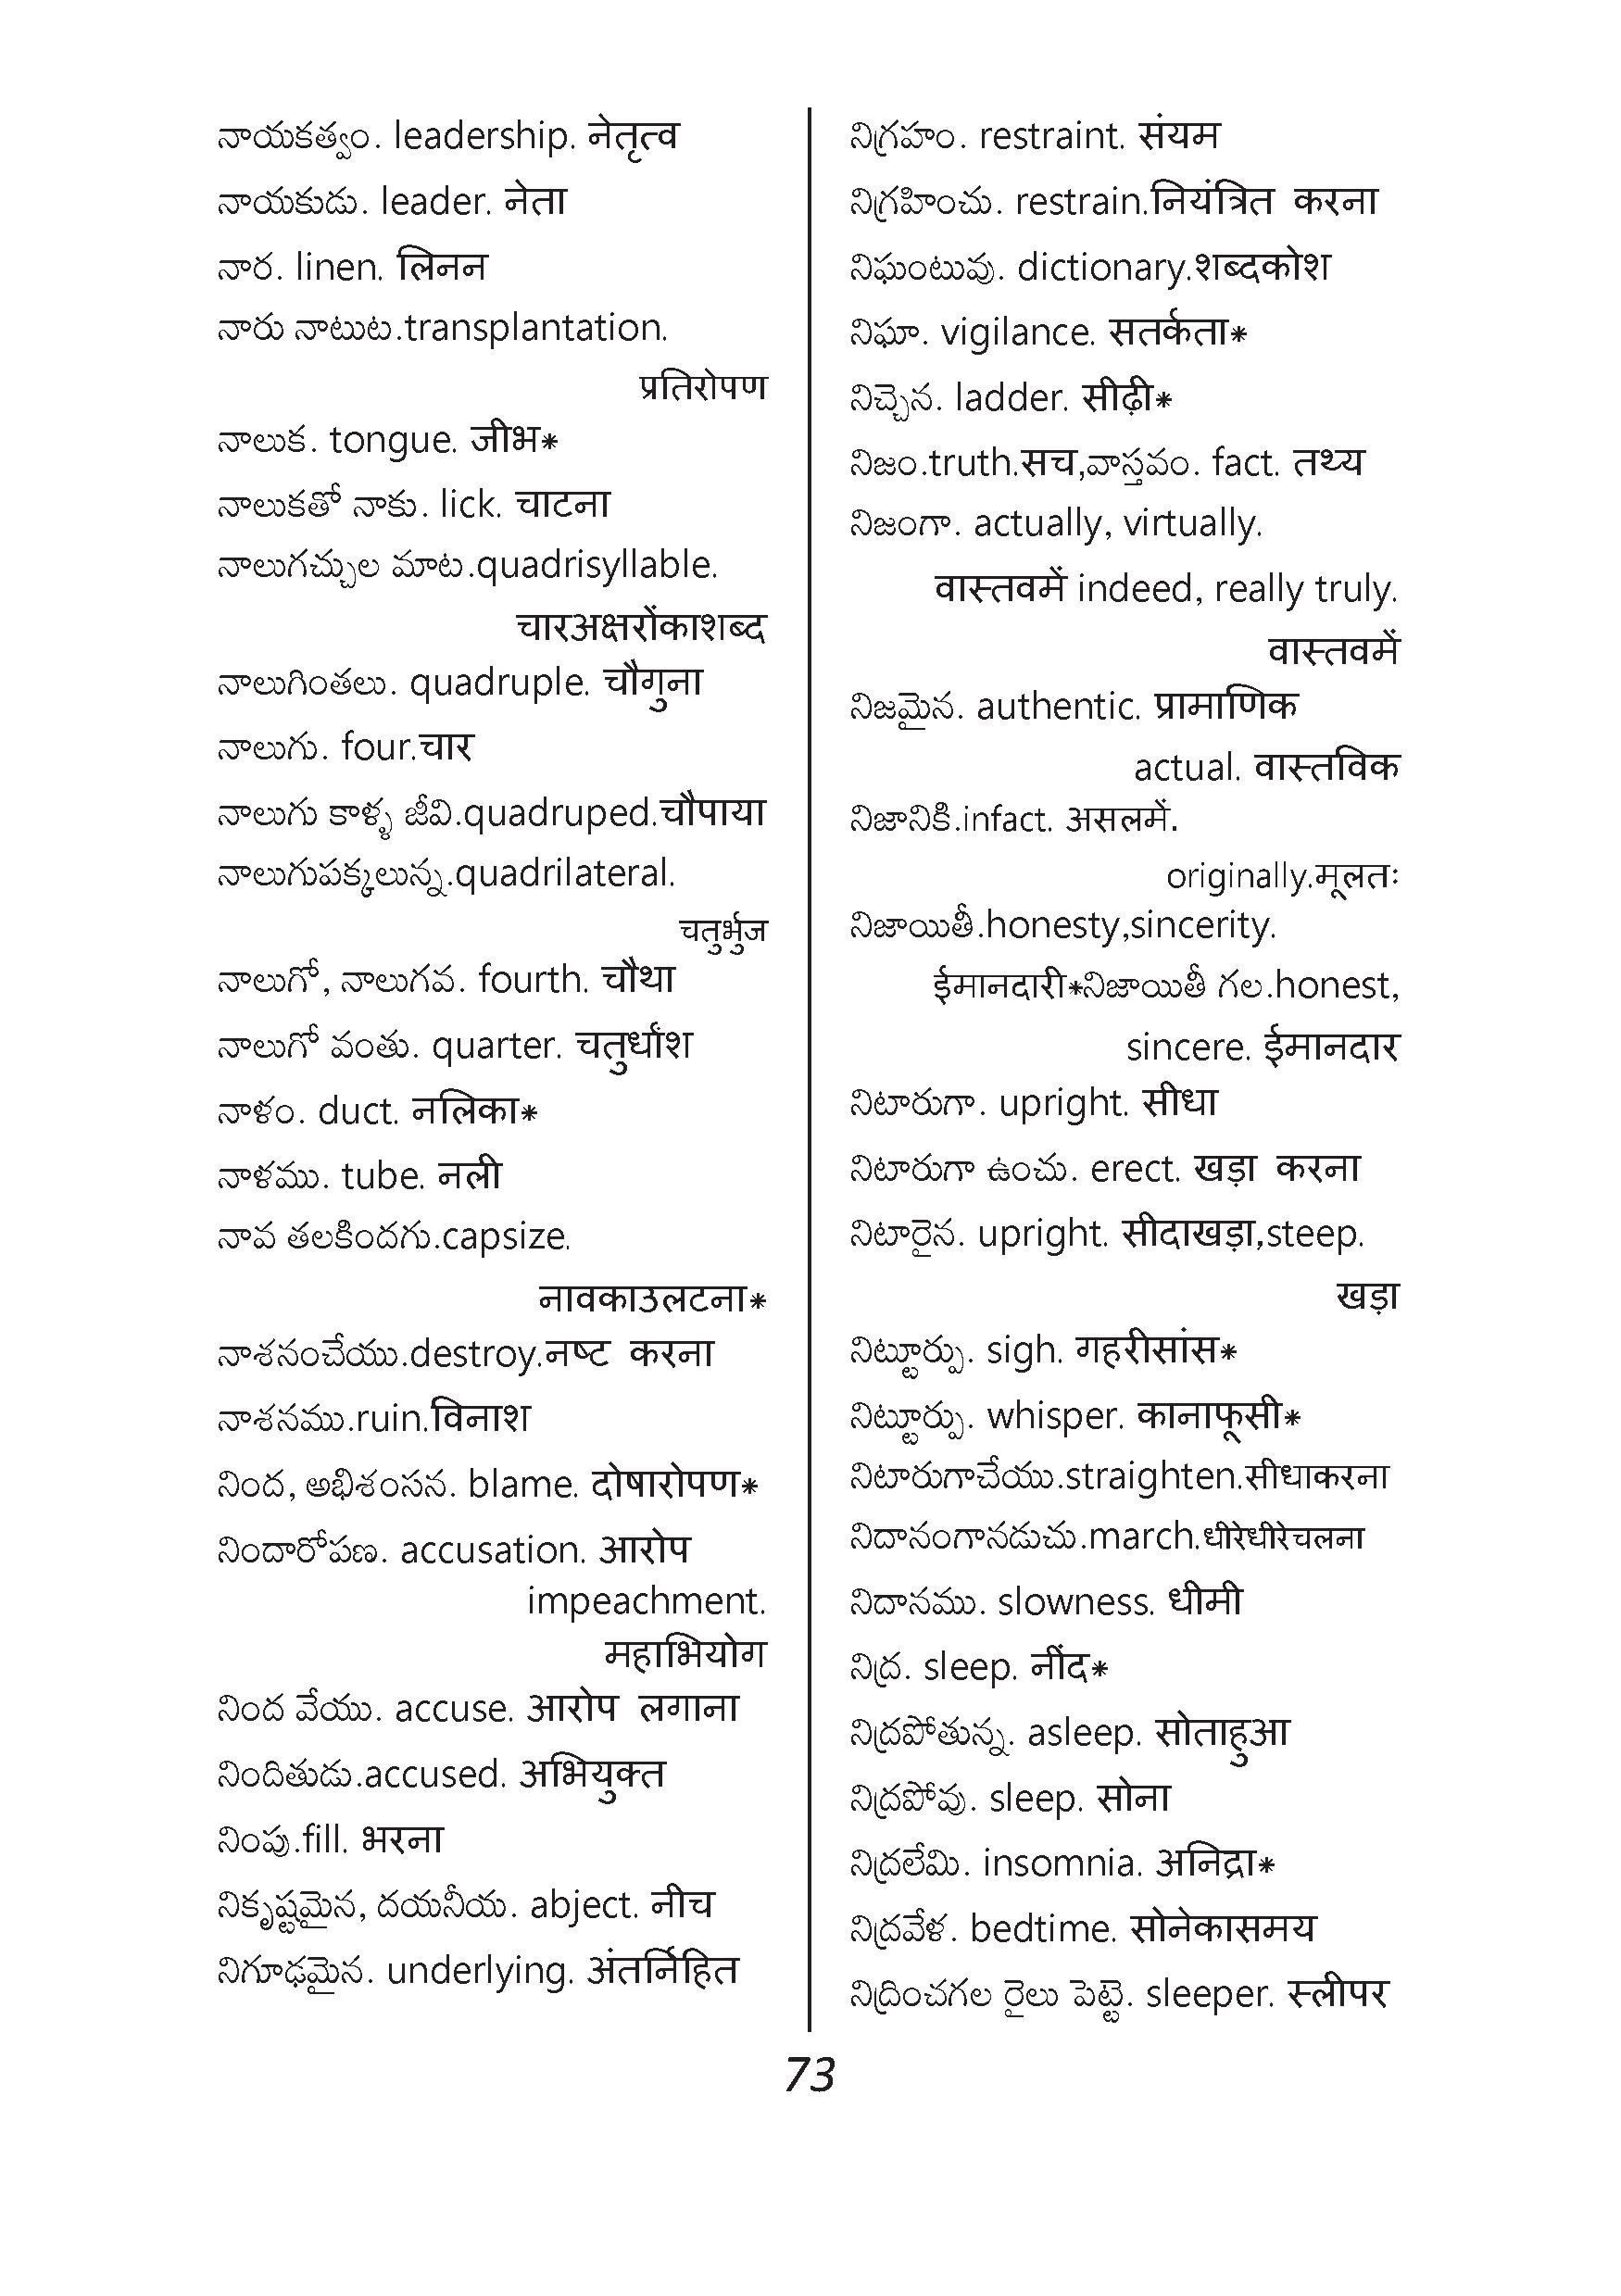 నాయకత్వం. leadership. नेतृत्व
నాయకుడు. leader. नेता
నార. linen. लिनन
నారు నాటుట.transplantation.
प्रतिरोपण
నాలుక. tongue. जीभ*
నాలుకతో నాకు. lick. चाटना
నాలుగచ్చుల మాట.quadrisyllable.
चारअक्षरोंकाशब्द
నాలుగింతలు. quadruple. चौगुना
నాలుగు. four.चार
నాలుగు కాళ్ళ జీవి.quadruped.चौपाया
నాలుగుపక్కలున్న.quadrilateral.
चतुर्भुज
నాలుగో, నాలుగవ. fourth. चौथा
నాలుగో వంతు. quarter. चतुर्धांश
నాళం. duct. नलिका*
నాళము. tube. नली
నావ తలకిందగు.capsize.
नावकाउलटना*
నాశనంచేయు.destroy.नष्ट करना
నాశనము.ruin.विनाश
నింద, అభిశంసన. blame. दोषारोपण*
నిందారోపణ. accusation. आरोप
impeachment.
महाभियोग
నింద వేయు. accuse. आरोप लगाना
నిందితుడు.accused. अभियुक्त
నింపు.fill. भरना
నికృష్టమైన, దయనీయ. abject. नीच
నిగూఢమైన. underlying. अंतर्निहित
నిగ్రహం. restraint. संयम
నిగ్రహించు. restrain.नियंत्रित करना
నిఘంటువు. dictionary.शब्दकोश
నిఘా. vigilance. सतर्कता*
నిచ్చెన. ladder. सीढ़ी*
నిజం.truth.सच,వాస్తవం. fact. तथ्य
నిజంగా. actually, virtually.
वास्तवमें indeed, really truly.
वास्तवमें
నిజమైన. authentic. प्रामाणिक
actual. वास्तविक
నిజానికి.infact. असलमें.
originally.मूलतः
నిజాయితీ.honesty,sincerity.
ईमानदारी*నిజాయితీ గల.honest,
sincere. ईमानदार
నిటారుగా. upright. सीधा
నిటారుగా ఉంచు. erect. खड़ा करना
నిటారైన. upright. सीदाखड़ा,steep.
खड़ा
నిట్టూర్పు. sigh. गहरीसांस*
నిట్టూర్పు. whisper. कानाफूसी*
నిటారుగాచేయు.straighten.सीधाकरना
నిదానంగానడుచు.march.धीरेधीरेचलना
నిదానము. slowness. धीमी
నిద్ర. sleep. नींद*
నిద్రపోతున్న. asleep. सोताहुआ
నిద్రపోవు. sleep. सोना
నిద్రలేమి. insomnia. अनिद्रा*
నిద్రవేళ. bedtime. सोनेकासमय
నిద్రించగల రైలు పెట్టె. sleeper. स्लीपर
73